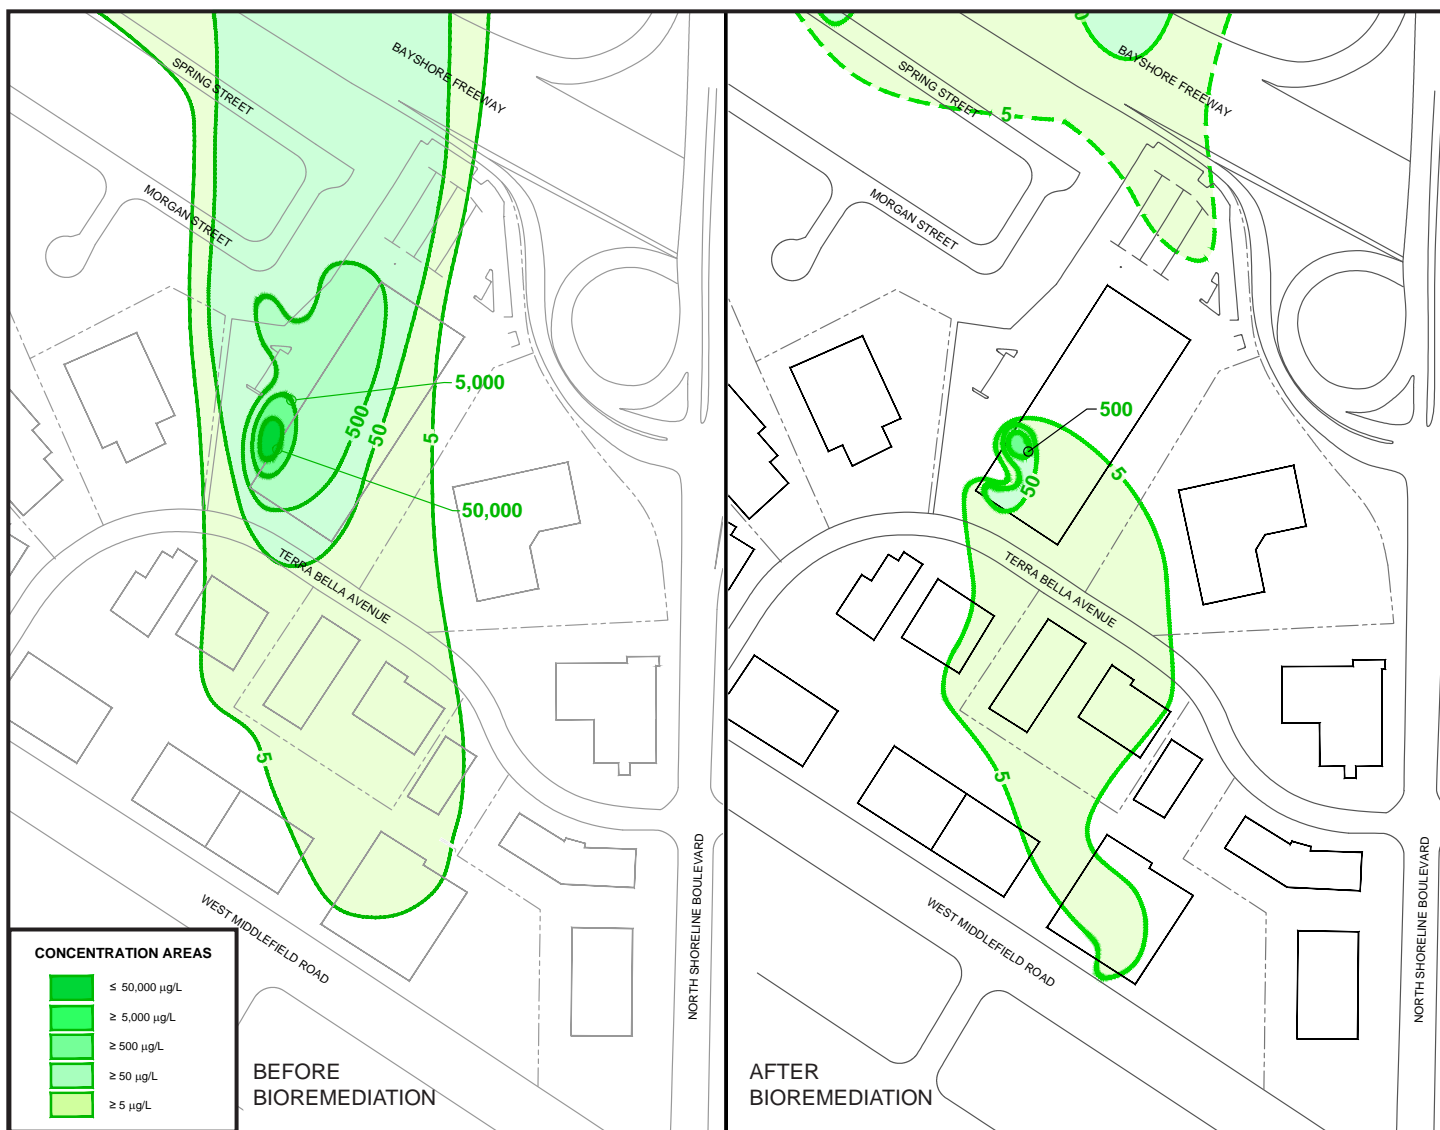 SPRING STREET
BAYSHORE FREEWAY
MORGAN STREET
5,000
500
50
5
50,000
TERRA BELLA AVENUE
5
WEST MIDDLEFIELD ROAD
NORTH SHORELINE BOULEVARD
CONCENTRATION AREAS
≤ 50,000 µg/L
≥ 5,000 µg/L
≥ 500 µg/L
≥ 50 µg/L
≥ 5 µg/L
BEFORE
BIOREMEDIATION
SPRING STREET
BAYSHORE FREEWAY
5
MORGAN STREET
500
5
50
TERRA BELLA AVENUE
5
WEST MIDDLEFIELD ROAD
NORTH SHORELINE BOULEVARD
AFTER
BIOREMEDIATION